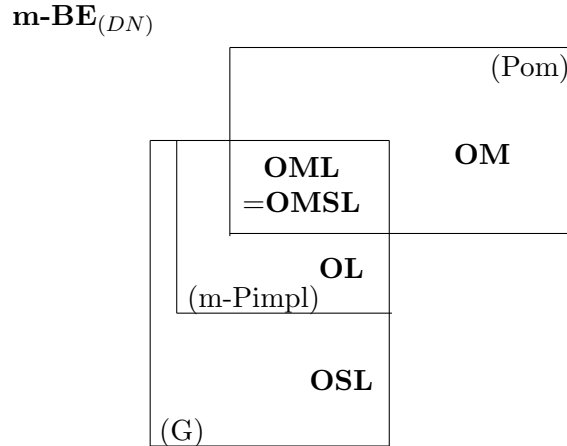 m-BE(DN)
(Pom)
OM
OML
=OMSL
OL
(m-Pimpl)
OSL
(G)